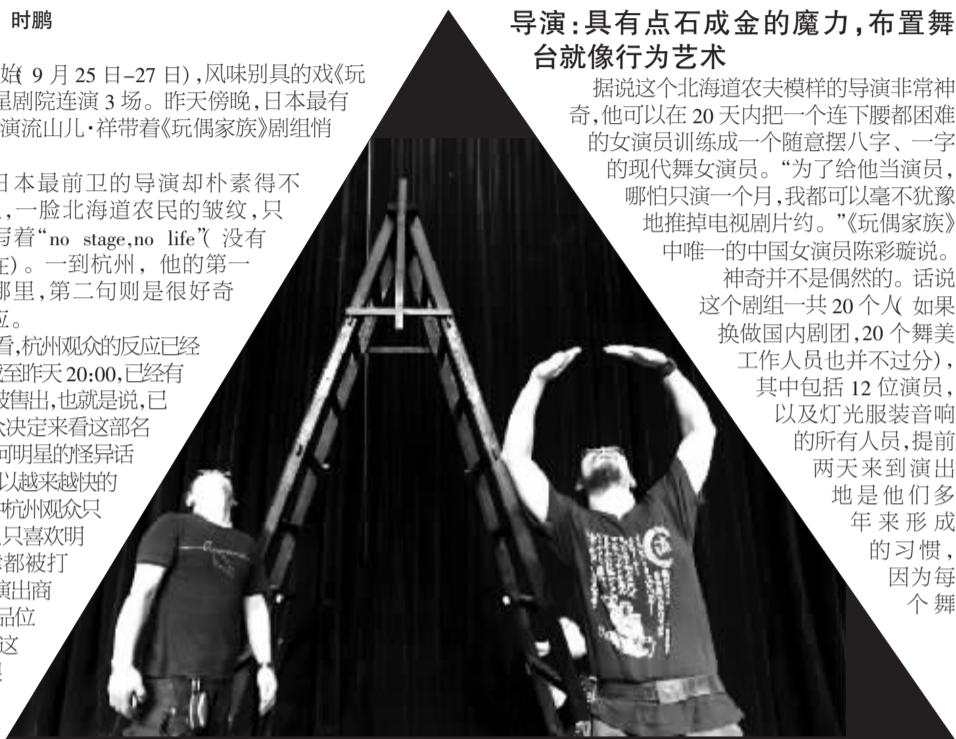 时鹏
始( 9 月 25 日-27 日) ,风味别具的戏《玩
星剧院连演 3 场。昨天傍晚,日本最有
演流山儿·祥带着《玩偶家族》剧组悄
日本最前卫的导演却朴素得不
,一脸北海道农民的皱纹,只
写着“no stage,no life”( 没有
在) 。一到杭州, 他的第一
那里,第二句则是很好奇
应。
看,杭州观众的反应已经
截至昨天 20:00,已经有
被售出,也就是说,已
众决定来看这部名
何明星的怪异话
以越来越快的
杭州观众只
只喜欢明
都被打
演出商
品位
这
导演:具有点石成金的魔力,布置舞
台就像行为艺术
据说这个北海道农夫模样的导演非常神
奇,他可以在 20 天内把一个连下腰都困难
的女演员训练成一个随意摆八字、一字
的现代舞女演员。“为了给他当演员,
哪怕只演一个月,我都可以毫不犹豫
地推掉电视剧片约。”《玩偶家族》
中唯一的中国女演员陈彩璇说。
神奇并不是偶然的。话说
这个剧组一共 20 个人( 如果
换做国内剧团,20 个舞美
工作人员也并不过分) ,
其中包括 12 位演员,
以及灯光服装音响
的所有人员,提前
两天来到演出
地是他们多
年来形成
的习惯,
因为每
个舞